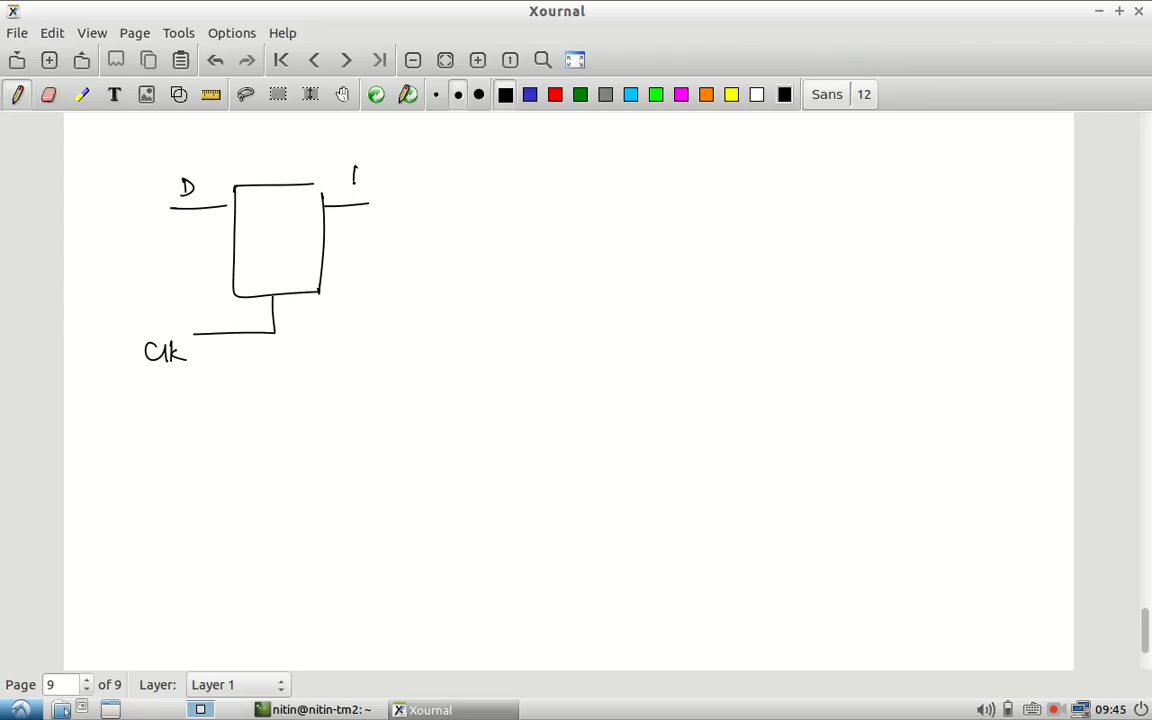 Xournal
File Edit View Page Tools Options Help
Sans 12
D
Clk
Page 9 of 9 Layer: Layer 1
nitin@nitin-tm2: ~ Xournal 09:45